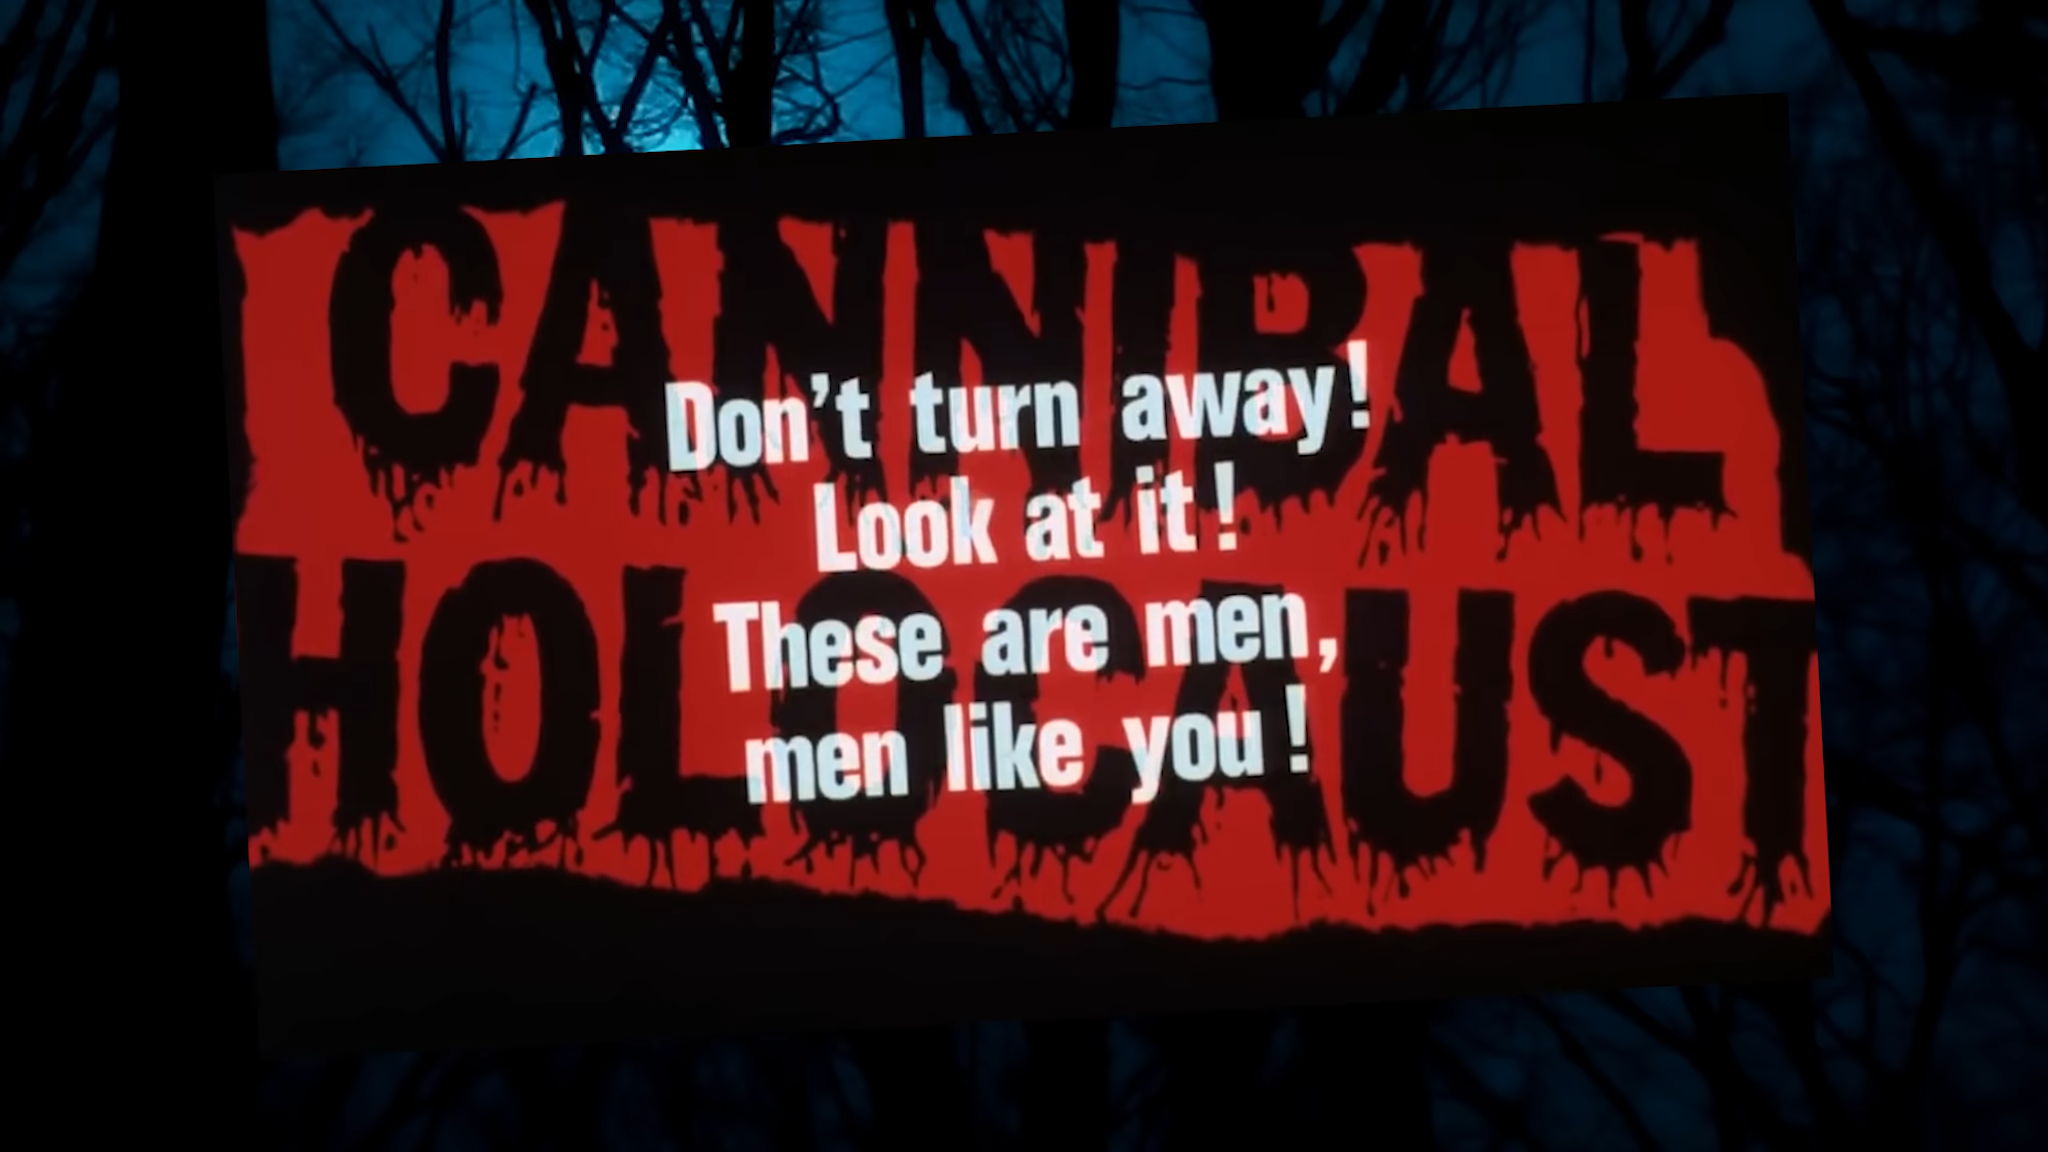 CANNIBAL
HOLOCAUST
Don't turn away!
Look at it!
These are men,
men like you!